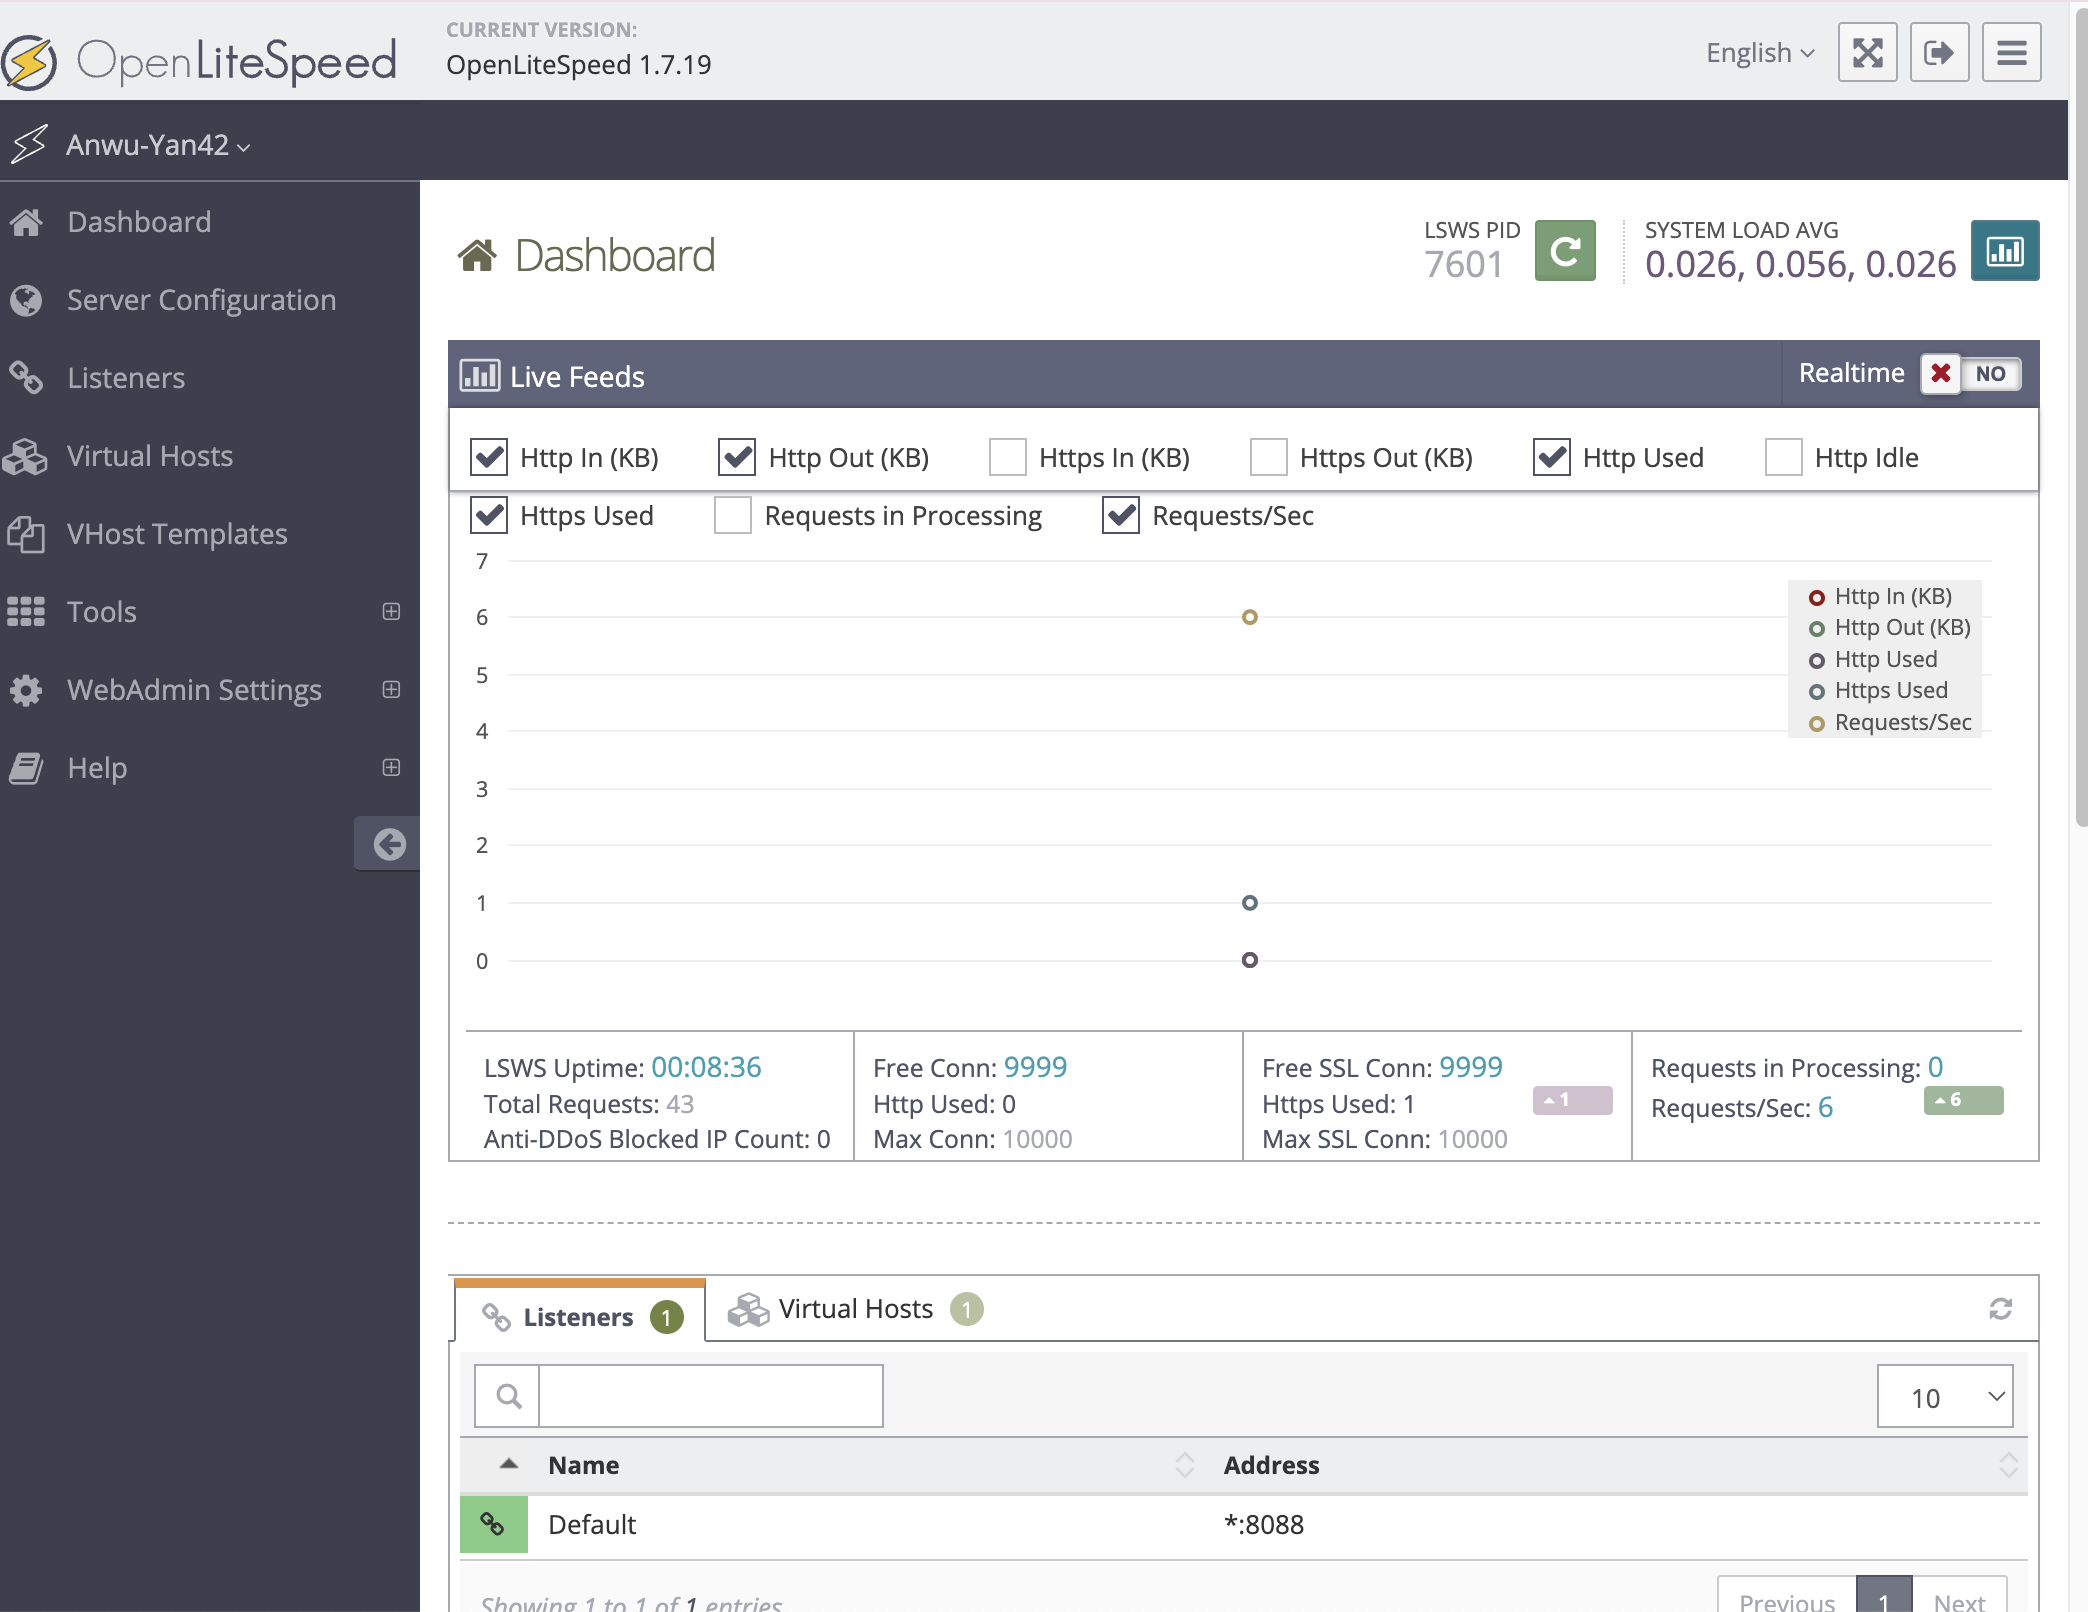 OpenLiteSpeed
CURRENT VERSION:
OpenLiteSpeed 1.7.19
English
Anwu-Yan42
Dashboard
Server Configuration
Listeners
Virtual Hosts
VHost Templates
Tools
WebAdmin Settings
Help
Dashboard
LSWS PID
7601
SYSTEM LOAD AVG
0.026, 0.056, 0.026
Live Feeds
Realtime
NO
Http In (KB)
Http Out (KB)
Https In (KB)
Https Out (KB)
Http Used
Http Idle
Https Used
Requests in Processing
Requests/Sec
7
6
5
4
3
2
1
0
Http In (KB)
Http Out (KB)
Http Used
Https Used
Requests/Sec
LSWS Uptime: 00:08:36
Total Requests: 43
Anti-DDoS Blocked IP Count: 0
Free Conn: 9999
Http Used: 0
Max Conn: 10000
Free SSL Conn: 9999
Https Used: 1
1
Max SSL Conn: 10000
Requests in Processing: 0
Requests/Sec: 6
6
Listeners 1
Virtual Hosts 1
10
Name
Address
Default
*:8088
Showing 1 to 1 of 1 entries
Previous
1
Next